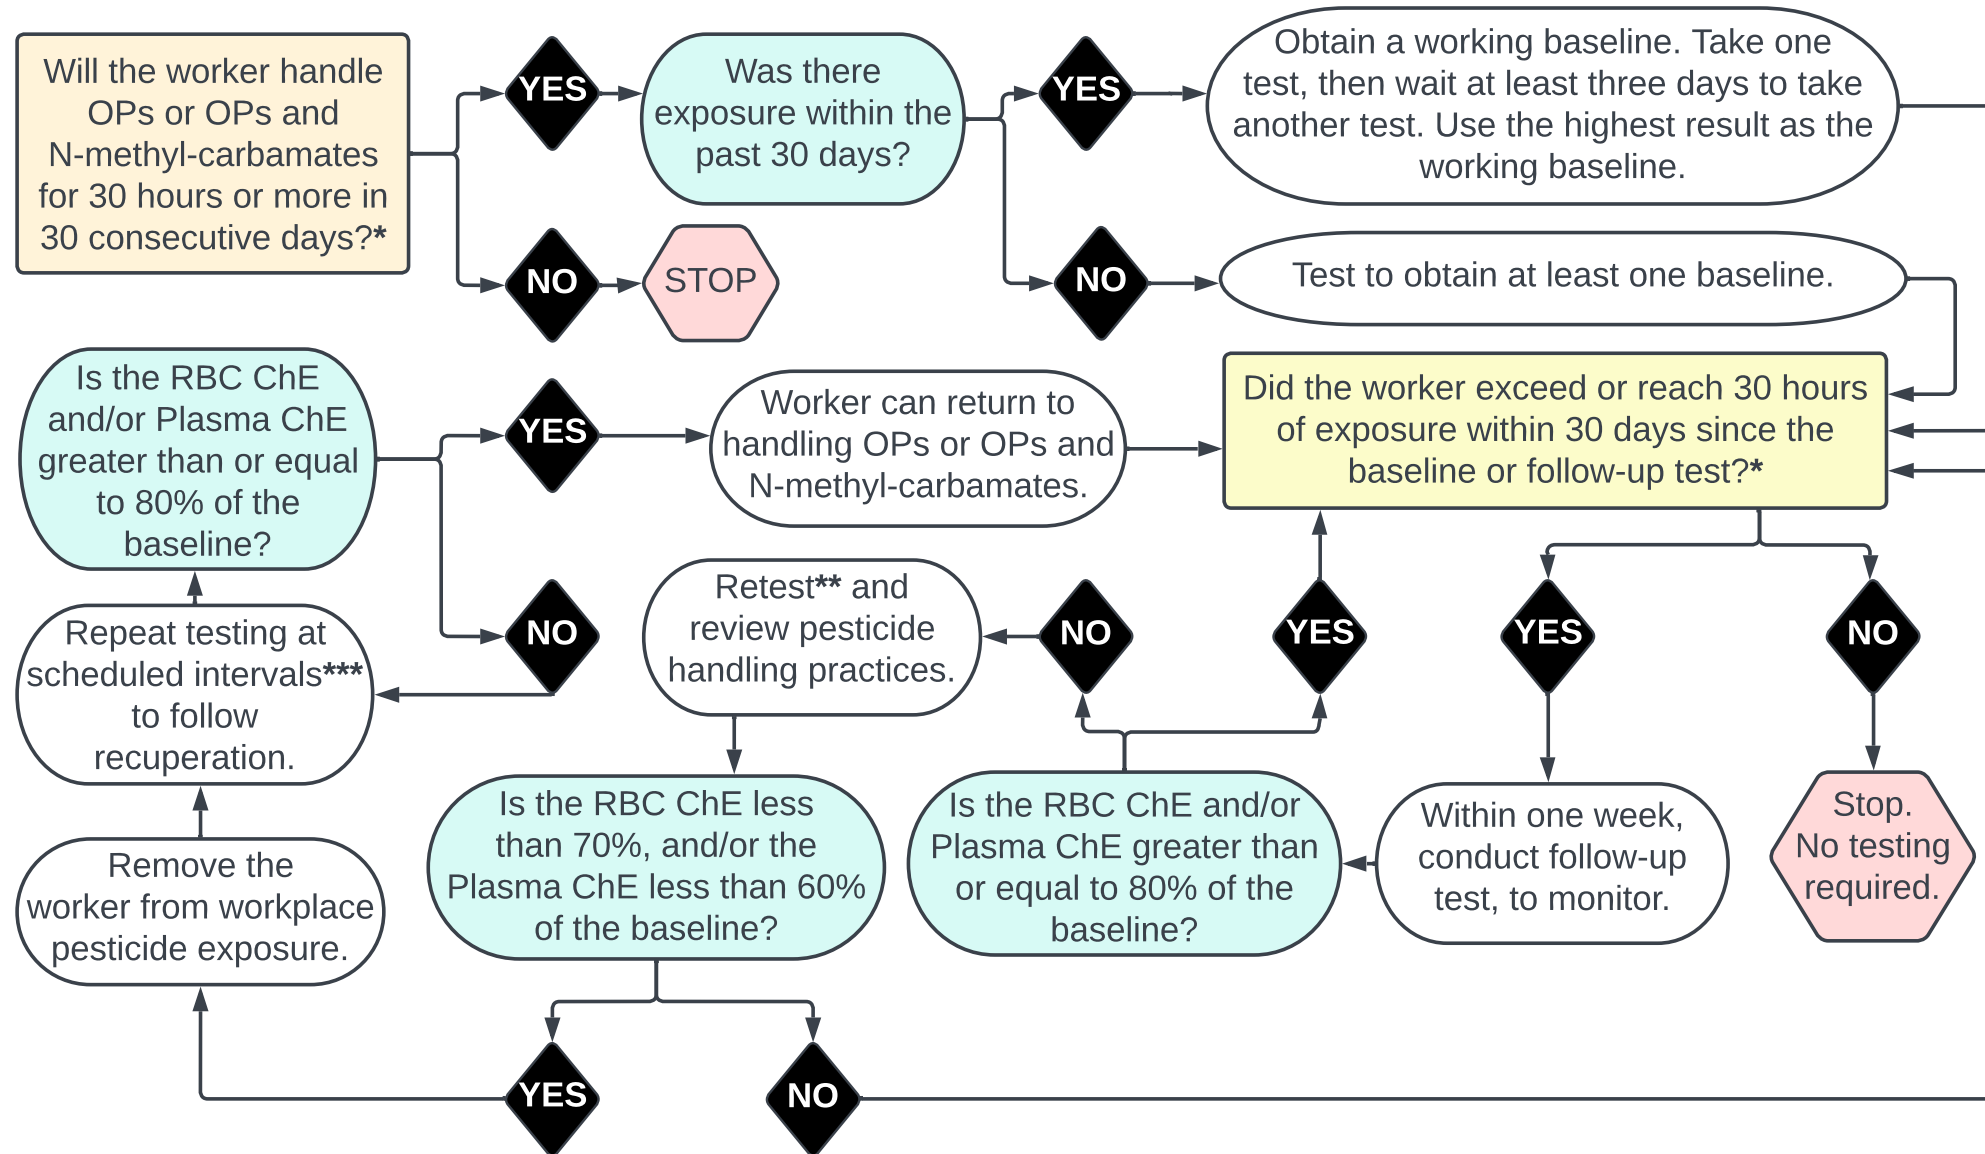 Will the worker handle
OPs or OPs and
N-methyl-carbamates
for 30 hours or more in
30 consecutive days?*
YES
NO
STOP
Was there
exposure within the
past 30 days?
YES
NO
Obtain a working baseline. Take one
test, then wait at least three days to take
another test. Use the highest result as the
working baseline.
Test to obtain at least one baseline.
Did the worker exceed or reach 30 hours
of exposure within 30 days since the
baseline or follow-up test?*
YES
NO
Stop.
No testing
required.
Within one week,
conduct follow-up
test, to monitor.
Is the RBC ChE and/or
Plasma ChE greater than
or equal to 80% of the
baseline?
YES
NO
Retest** and
review pesticide
handling practices.
Is the RBC ChE less
than 70%, and/or the
Plasma ChE less than 60%
of the baseline?
YES
NO
Remove the
worker from workplace
pesticide exposure.
Repeat testing at
scheduled intervals***
to follow
recuperation.
Is the RBC ChE
and/or Plasma ChE
greater than or equal
to 80% of the
baseline?
YES
NO
Worker can return to
handling OPs or OPs and
N-methyl-carbamates.